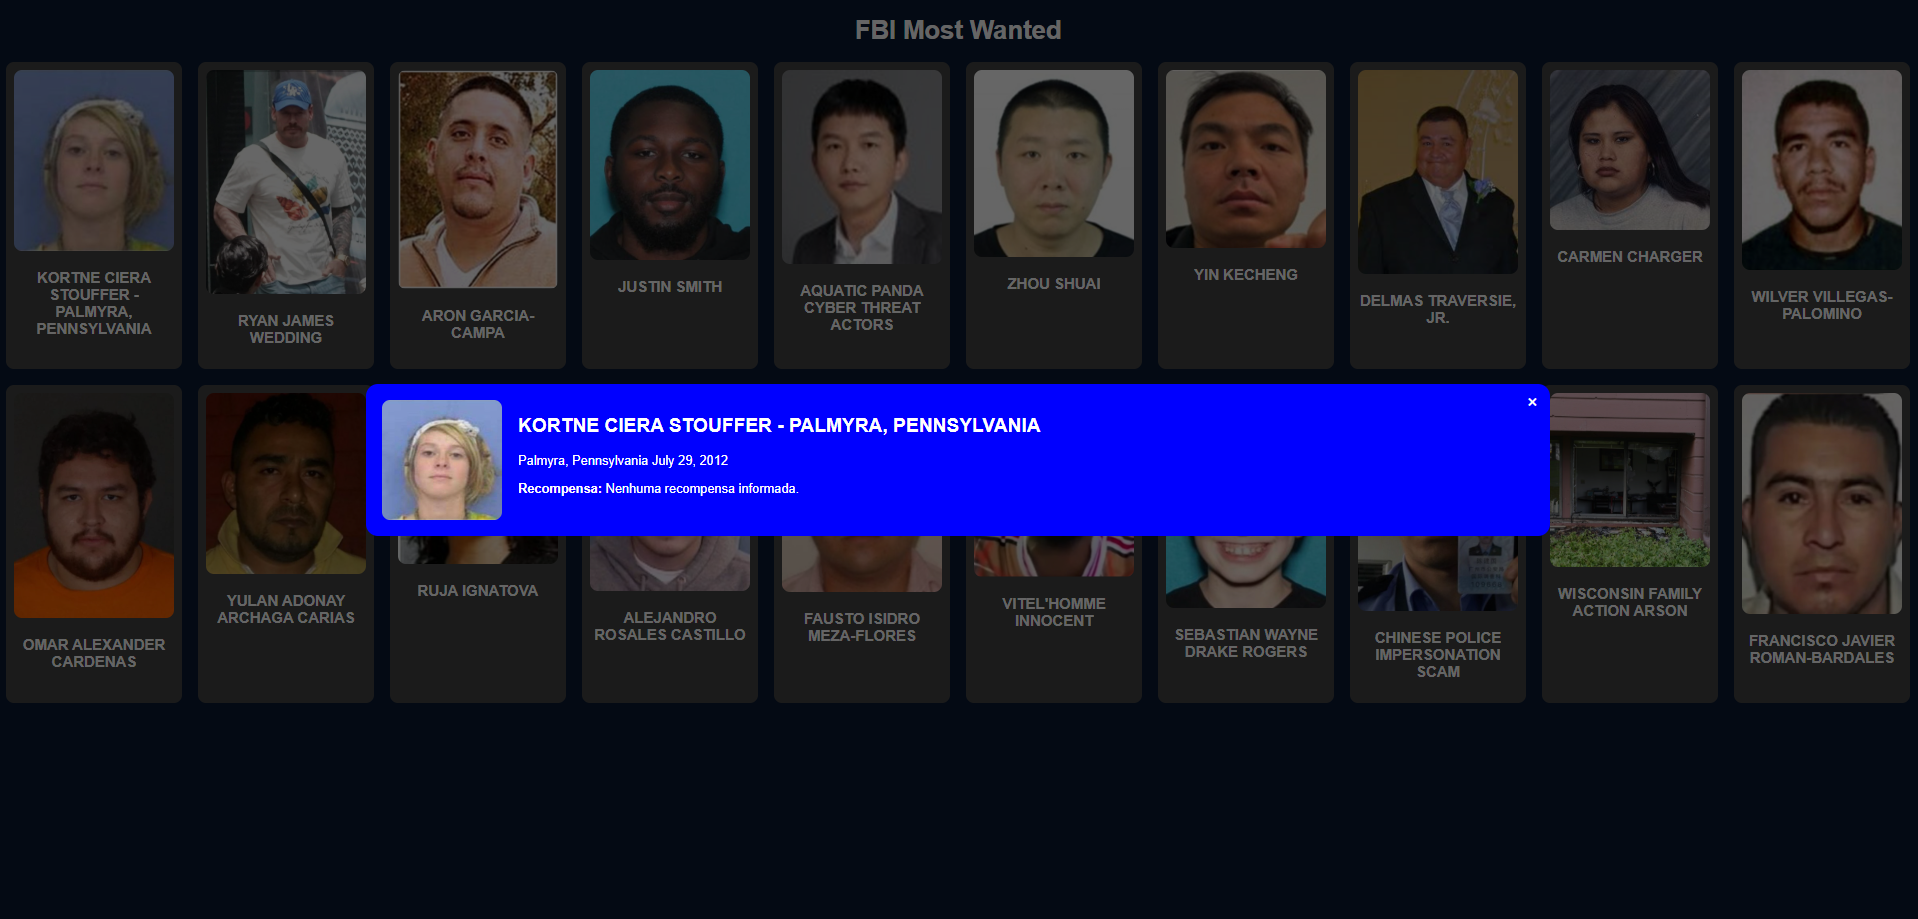 FBI Most Wanted
KORTNE CIERA
STOUFFER -
PALMYRA,
PENNSYLVANIA
RYAN JAMES
WEDDING
ARON GARCIA-
CAMPA
JUSTIN SMITH
AQUATIC PANDA
CYBER THREAT
ACTORS
ZHOU SHUAI
YIN KECHENG
DELMAS TRAVERSIE,
JR.
CARMEN CHARGER
WILVER VILLEGAS-
PALOMINO
KORTNE CIERA STOUFFER - PALMYRA, PENNSYLVANIA
×
Palmyra, Pennsylvania July 29, 2012
Recompensa: Nenhuma recompensa informada.
OMAR ALEXANDER
CARDENAS
YULAN ADONAY
ARCHAGA CARIAS
RUJA IGNATOVA
ALEJANDRO
ROSALES CASTILLO
FAUSTO ISIDRO
MEZA-FLORES
VITEL'HOMME
INNOCENT
SEBASTIAN WAYNE
DRAKE ROGERS
CHINESE POLICE
IMPERSONATION
SCAM
WISCONSIN FAMILY
ACTION ARSON
FRANCISCO JAVIER
ROMAN-BARDALES